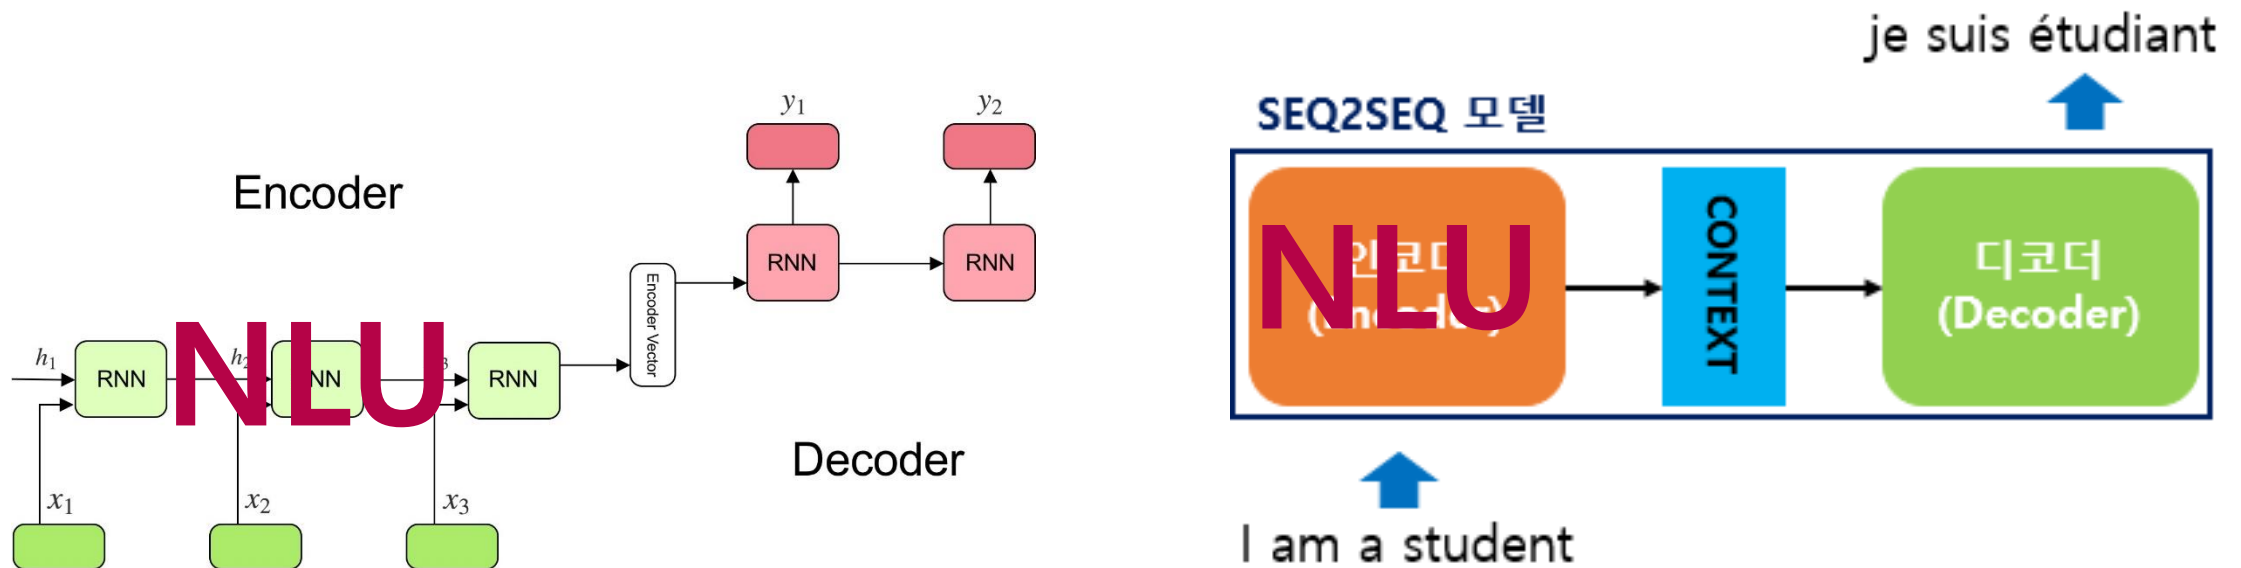 Encoder
y1
y2
RNN
RNN
Encoder Vector
h1
RNN
NLU
RNN
x1
x2
x3
Decoder
je suis étudiant
SEQ2SEQ 모델
NLU
CONTEXT
디코더
(Decoder)
I am a student